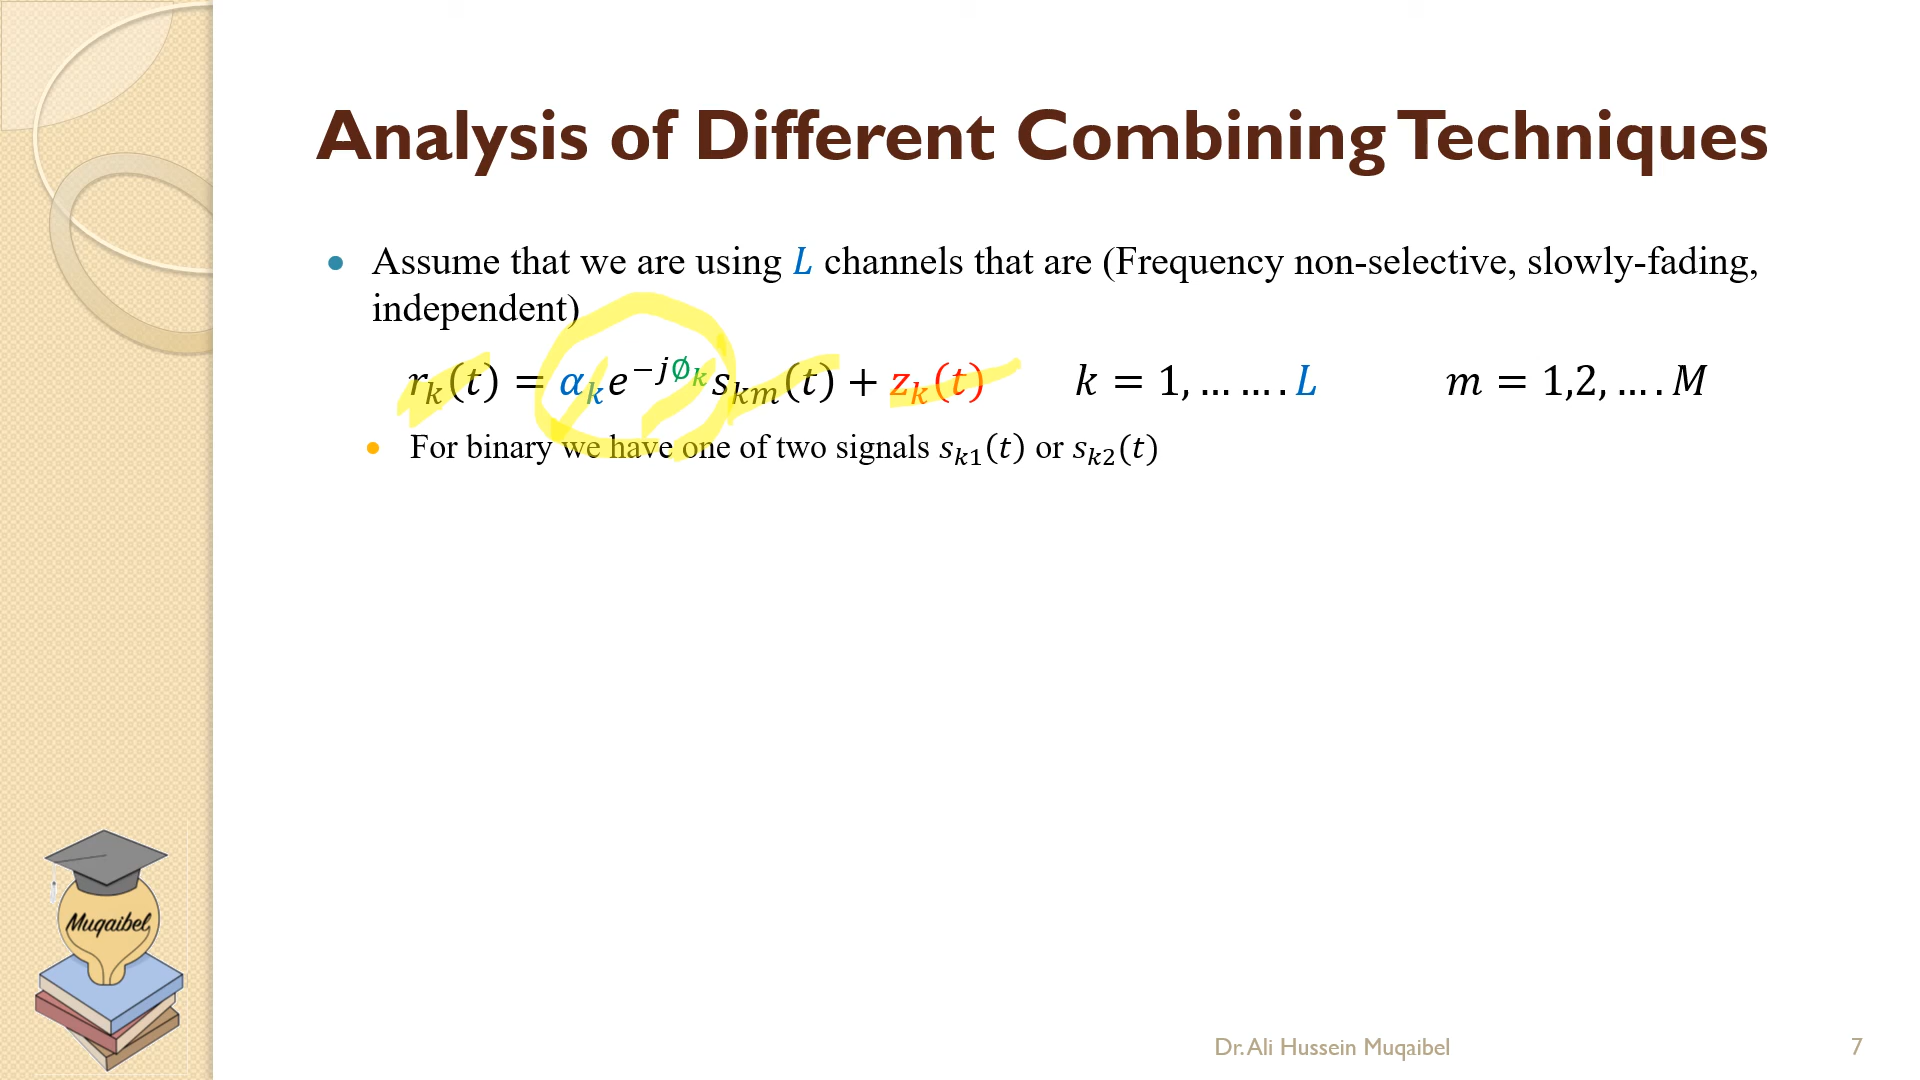 Analysis of Different Combining Techniques
Assume that we are using L channels that are (Frequency non-selective, slowly-fading,
independent)
r_k(t) = α_k e^{-j∅_k} s_{km}(t) + z_k(t) k = 1, ... ... . L m = 1,2, ... . M
For binary we have one of two signals s_{k1}(t) or s_{k2}(t)
Muqaibel
Dr. Ali Hussein Muqaibel 7